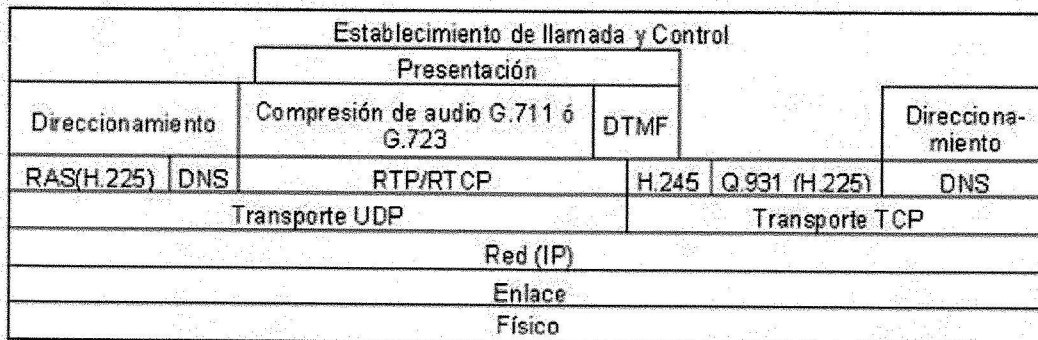 Establecimiento de llamada y Control
Presentación
Direccionamiento
Compresión de audio G.711 ó
G.723
DTMF
Direcciona-
miento
RAS(H.225)
DNS
RTP/RTCP
H.245
Q.931 (H.225)
DNS
Transporte UDP
Transporte TCP
Red (IP)
Enlace
Físico